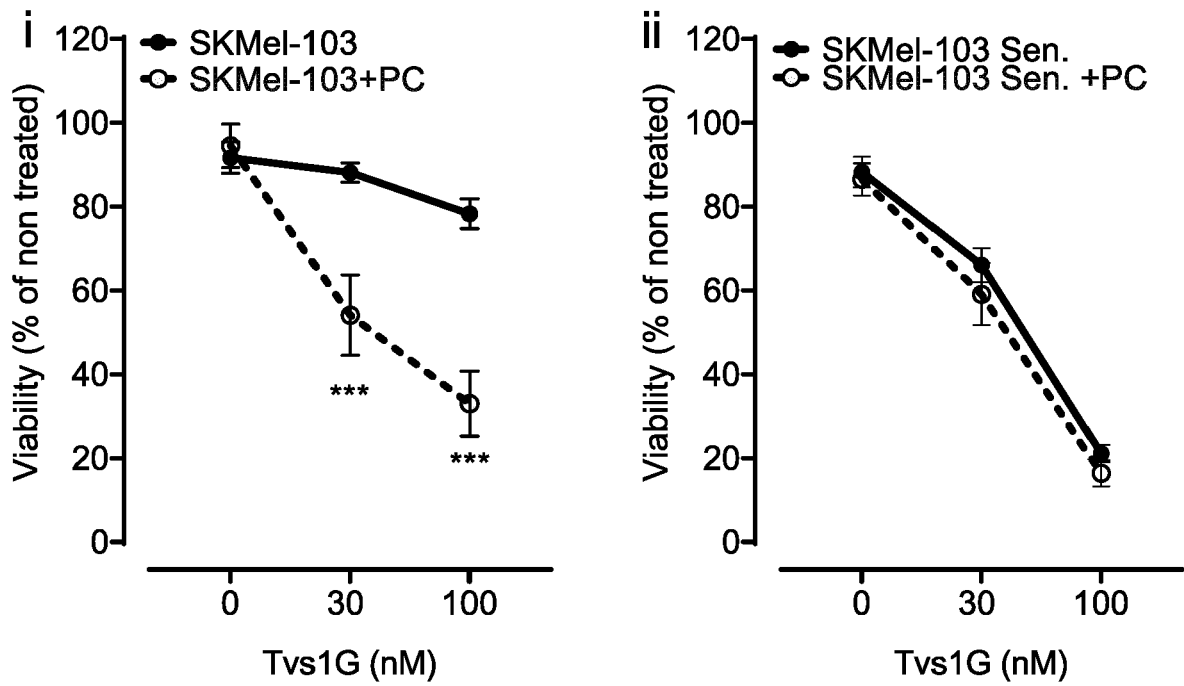 i
SKMel-103
SKMel-103+PC
Viability (% of non treated)
120
100
80
60
40
20
0
***
***
0 30 100
Tvs1G (nM)
ii
SKMel-103 Sen.
SKMel-103 Sen. +PC
Viability (% of non treated)
120
100
80
60
40
20
0
0 30 100
Tvs1G (nM)